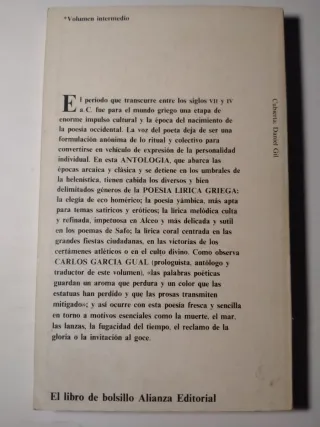 *Volumen intermedio
El período que transcurre entre los siglos VII y IV
a. C. fue para el mundo griego una etapa de
enorme impulso cultural y la época del nacimiento de
la poesía occidental. La voz del poeta deja de ser una
formulación anónima de lo ritual y colectivo para
convertirse en vehículo de expresión de la personalidad
individual. En esta ANTOLOGIA, que abarca las
épocas arcaica y clásica y se detiene en los umbrales de
la helenística, tienen cabida los diversos y bien
delimitados géneros de la POESIA LIRICA GRIEGA:
la elegía de eco homérico; la poesía yámbica, más apta
para temas satíricos y eróticos; la lírica melódica culta
y refinada, impetuosa en Alceo y más delicada y sutil
en los poemas de Safo; la lírica coral centrada en las
grandes fiestas ciudadanas, en las victorias de los
certámenes atléticos o en el culto divino. Como observa
CARLOS GARCIA GUAL (prologuista, antólogo y
traductor de este volumen), «las palabras poéticas
guardan un aroma que perdura y un color que las
estatuas han perdido y que las prosas transmiten
mitigado»; y así ocurre con esta poesía fresca y sencilla
en torno a motivos esenciales como la muerte, el mar,
las lanzas, la fugacidad del tiempo, el reclamo de la
gloria o la invitación al goce.
El libro de bolsillo Alianza Editorial
Cubierta: Daniel Gil